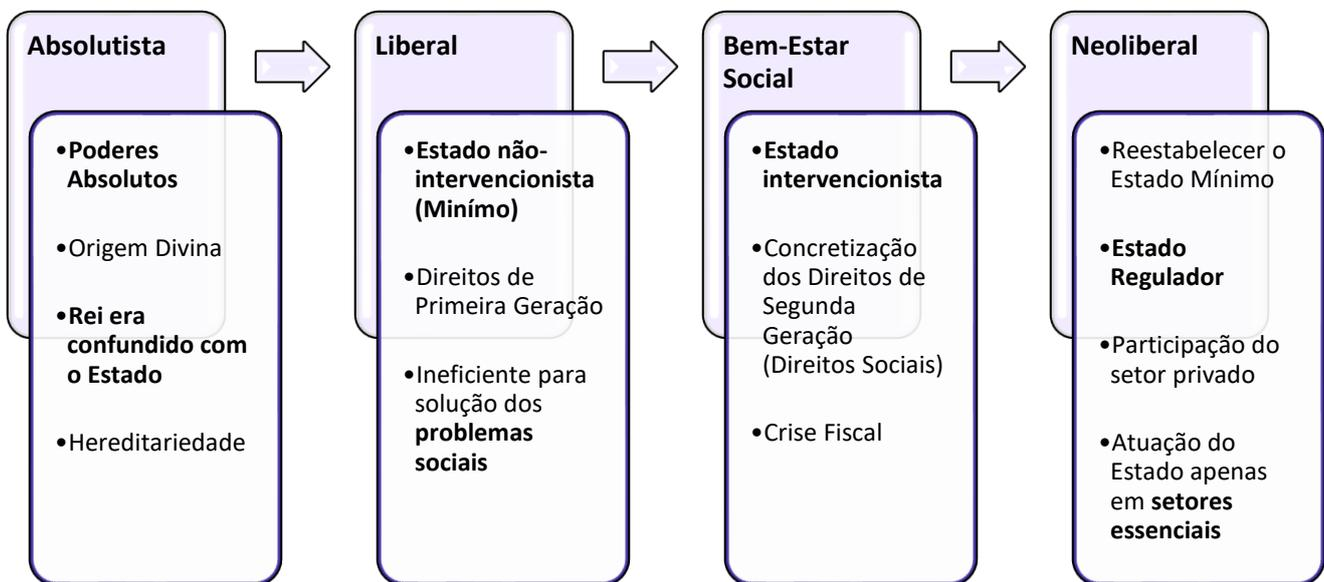 Absolutista
•Poderes
Absolutos
•Origem Divina
•Rei era
confundido com
o Estado
•Hereditariedade
Liberal
•Estado não-
intervencionista
(Minímo)
•Direitos de
Primeira Geração
•Ineficiente para
solução dos
problemas
sociais
Bem-Estar
Social
•Estado
intervencionista
•Concretização
dos Direitos de
Segunda
Geração
(Direitos Sociais)
•Crise Fiscal
Neoliberal
•Reestabelecer o
Estado Mínimo
•Estado
Regulador
•Participação do
setor privado
•Atuação do
Estado apenas
em setores
essenciais